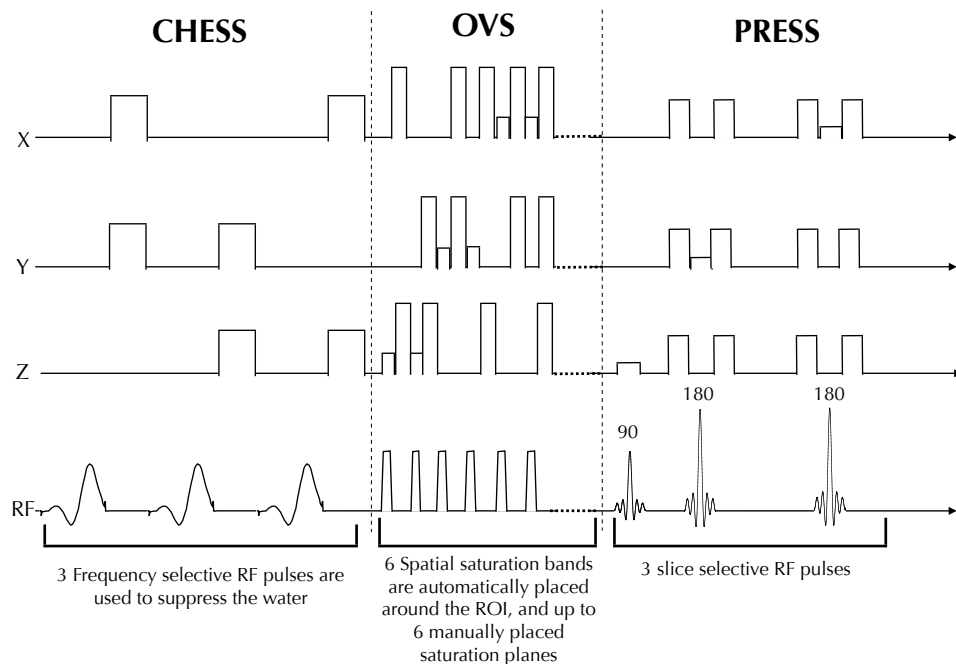 CHESS
OVS
PRESS
X
Y
Z
180
180
90
RF
3 Frequency selective RF pulses are
used to suppress the water
6 Spatial saturation bands
are automatically placed
around the ROI, and up to
6 manually placed
saturation planes
3 slice selective RF pulses